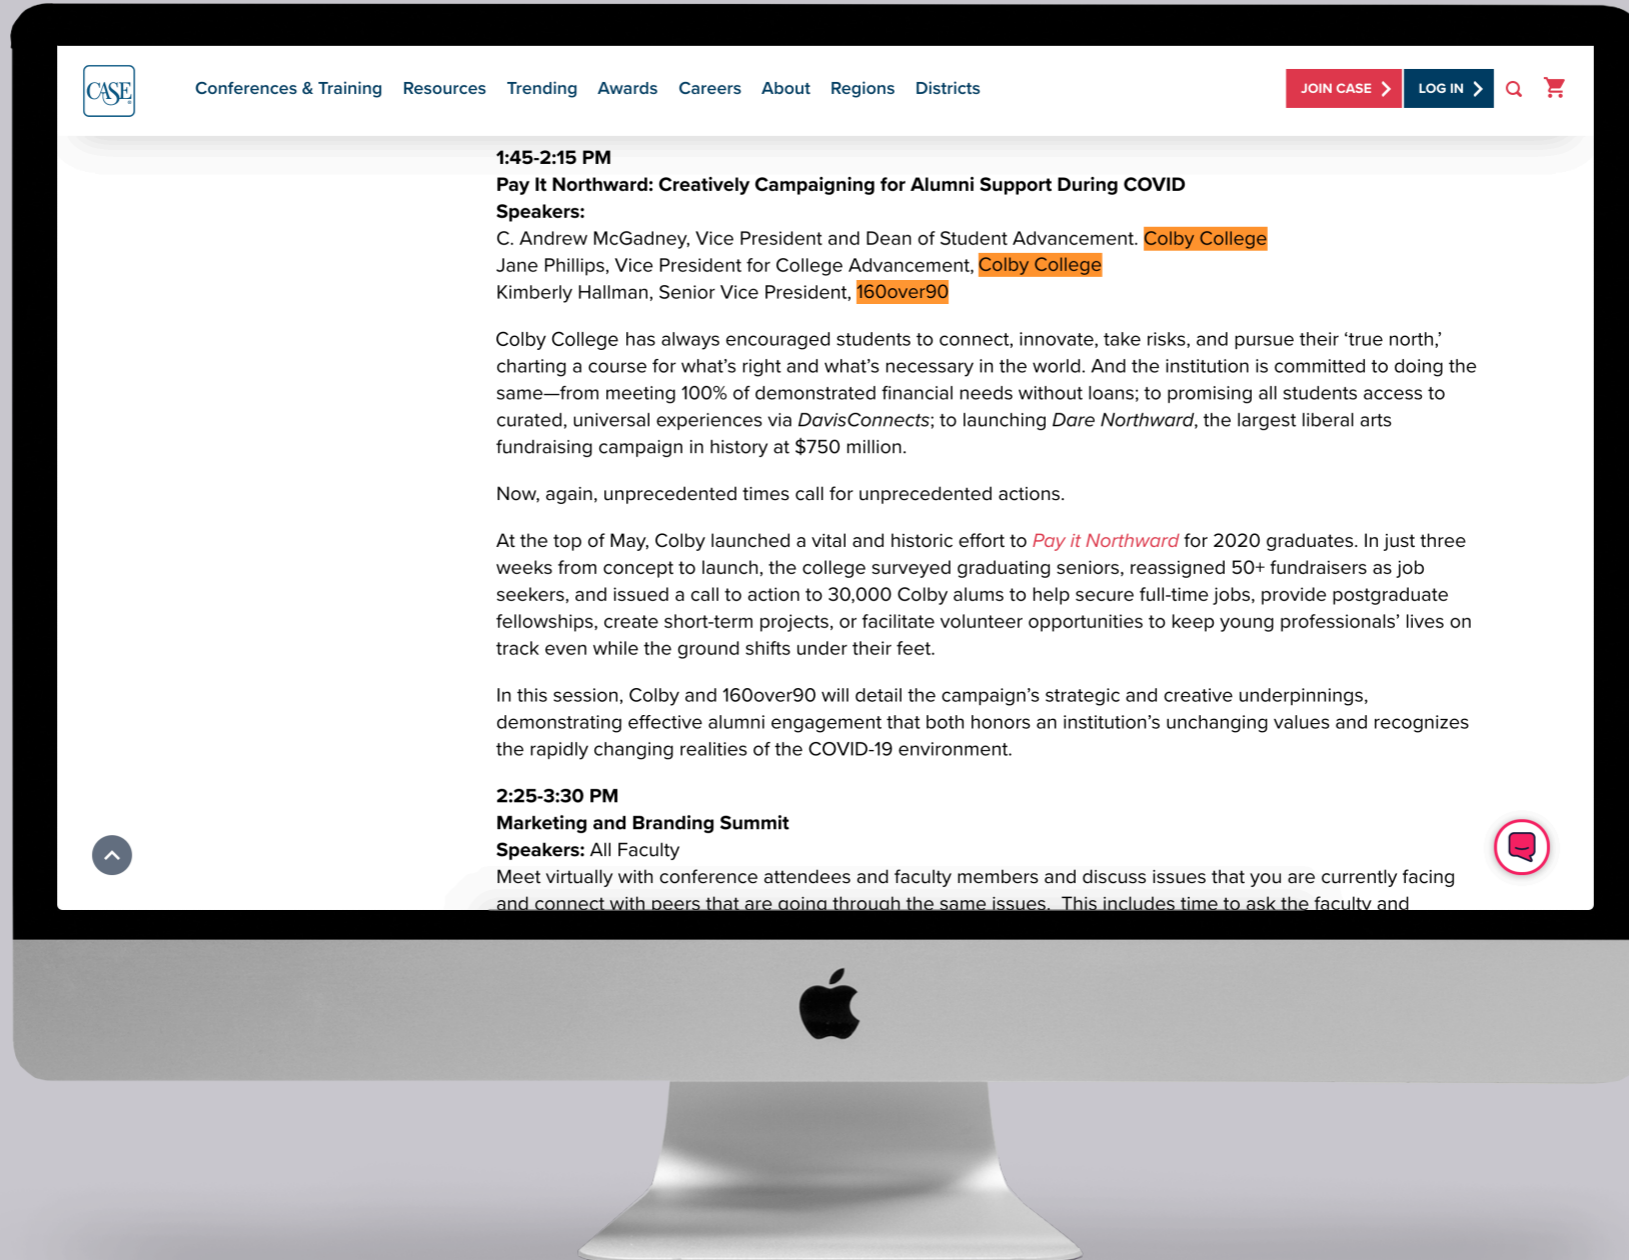 CASE
Conferences & Training Resources Trending Awards Careers About Regions Districts
JOIN CASE LOG IN
1:45-2:15 PM
Pay It Northward: Creatively Campaigning for Alumni Support During COVID
Speakers:
C. Andrew McGadney, Vice President and Dean of Student Advancement. Colby College
Jane Phillips, Vice President for College Advancement, Colby College
Kimberly Hallman, Senior Vice President, 160over90
Colby College has always encouraged students to connect, innovate, take risks, and pursue their ‘true north,’
charting a course for what’s right and what’s necessary in the world. And the institution is committed to doing the
same—from meeting 100% of demonstrated financial needs without loans; to promising all students access to
curated, universal experiences via DavisConnects; to launching Dare Northward, the largest liberal arts
fundraising campaign in history at $750 million.
Now, again, unprecedented times call for unprecedented actions.
At the top of May, Colby launched a vital and historic effort to Pay it Northward for 2020 graduates. In just three
weeks from concept to launch, the college surveyed graduating seniors, reassigned 50+ fundraisers as job
seekers, and issued a call to action to 30,000 Colby alums to help secure full-time jobs, provide postgraduate
fellowships, create short-term projects, or facilitate volunteer opportunities to keep young professionals’ lives on
track even while the ground shifts under their feet.
In this session, Colby and 160over90 will detail the campaign’s strategic and creative underpinnings,
demonstrating effective alumni engagement that both honors an institution’s unchanging values and recognizes
the rapidly changing realities of the COVID-19 environment.
2:25-3:30 PM
Marketing and Branding Summit
Speakers: All Faculty
Meet virtually with conference attendees and faculty members and discuss issues that you are currently facing
and connect with peers that are going through the same issues. This includes time to ask the faculty and